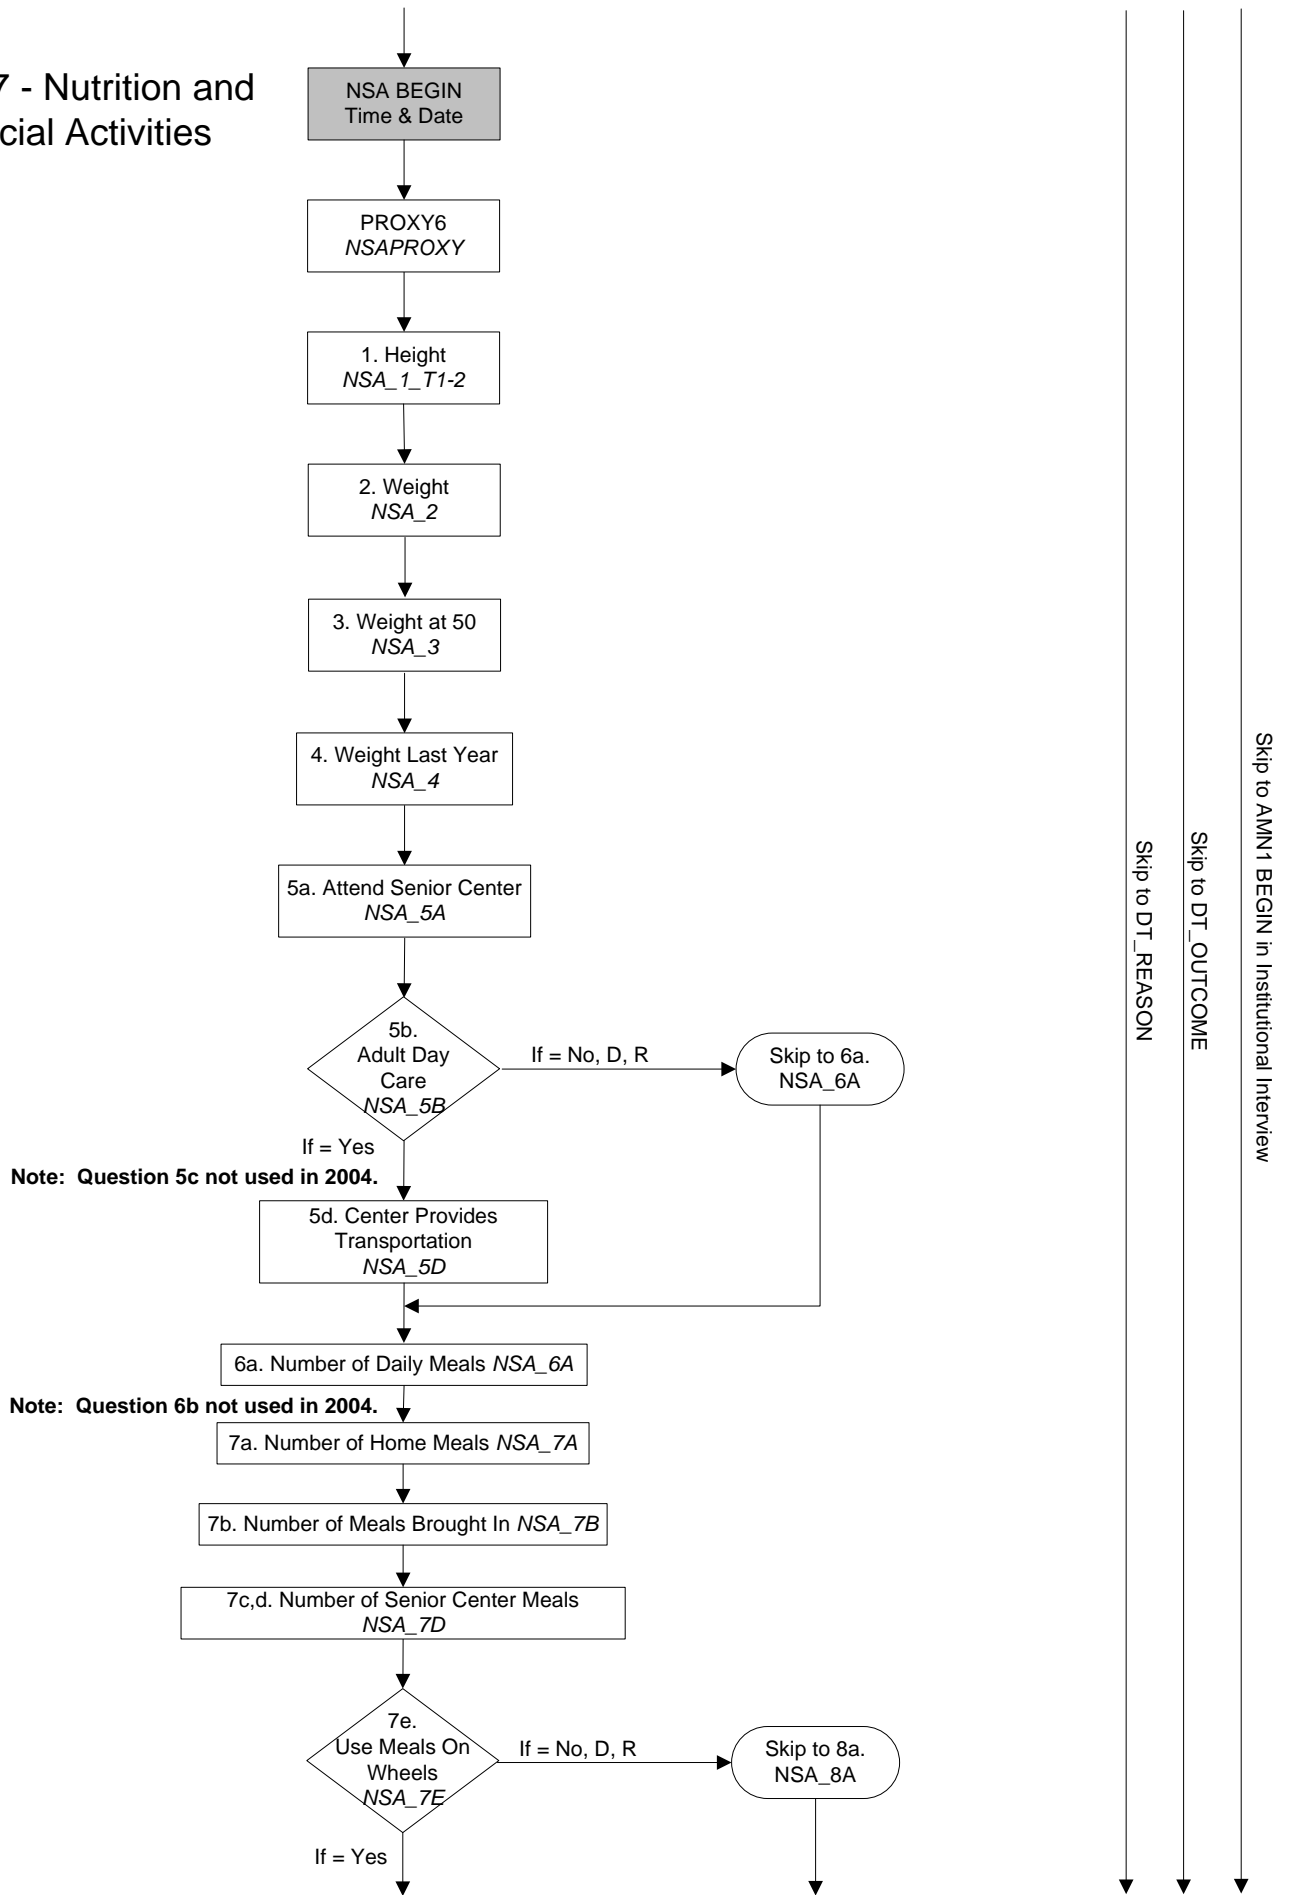 7 - Nutrition and
cial Activities
NSA BEGIN
Time & Date
PROXY6
NSAPROXY
1. Height
NSA_1_T1-2
2. Weight
NSA_2
3. Weight at 50
NSA_3
4. Weight Last Year
NSA_4
5a. Attend Senior Center
NSA_5A
5b.
Adult Day
Care
NSA_5B
If = No, D, R
Skip to 6a.
NSA_6A
If = Yes
Note:  Question 5c not used in 2004.
5d. Center Provides
Transportation
NSA_5D
6a. Number of Daily Meals NSA_6A
Note:  Question 6b not used in 2004.
7a. Number of Home Meals NSA_7A
7b. Number of Meals Brought In NSA_7B
7c,d. Number of Senior Center Meals
NSA_7D
7e.
Use Meals On
Wheels
NSA_7E
If = No, D, R
Skip to 8a.
NSA_8A
If = Yes
Skip to DT_REASON
Skip to DT_OUTCOME
Skip to AMN1 BEGIN in Institutional Interview